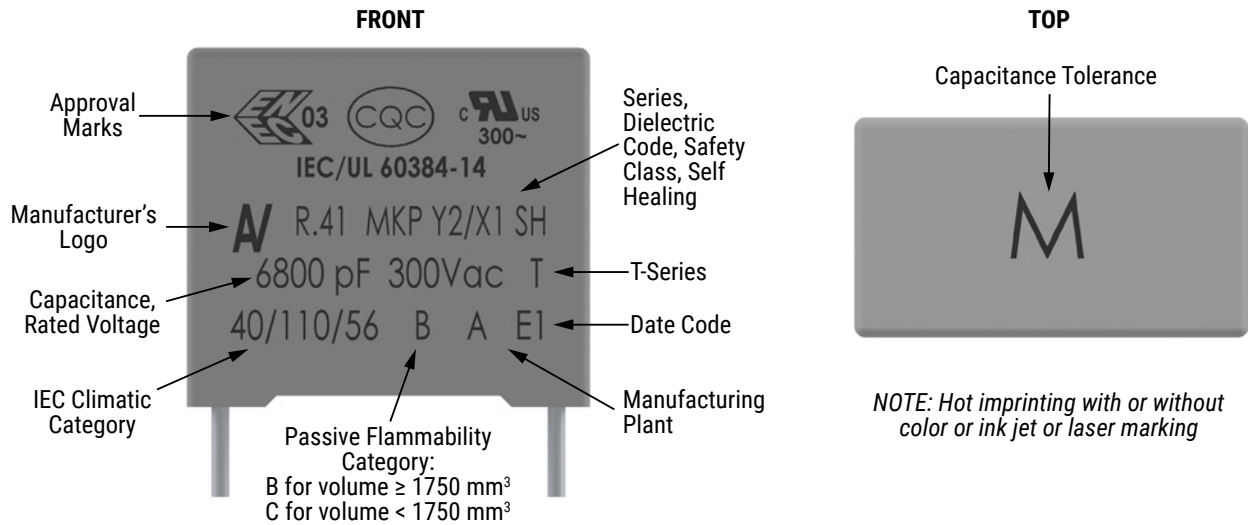 FRONT
TOP
Approval
Marks
EN
EC
03
CQC
C RU US
300~
IEC/UL 60384-14
Series,
Dielectric
Code, Safety
Class, Self
Healing
Capacitance Tolerance
Manufacturer's
Logo
R.41 MKP Y2/X1 SH
M
6800 pF 300Vac T
T-Series
Capacitance,
Rated Voltage
40/110/56 B A E1
Date Code
IEC Climatic
Category
Passive Flammability
Category:
B for volume ≥ 1750 mm³
C for volume < 1750 mm³
Manufacturing
Plant
NOTE: Hot imprinting with or without
color or ink jet or laser marking